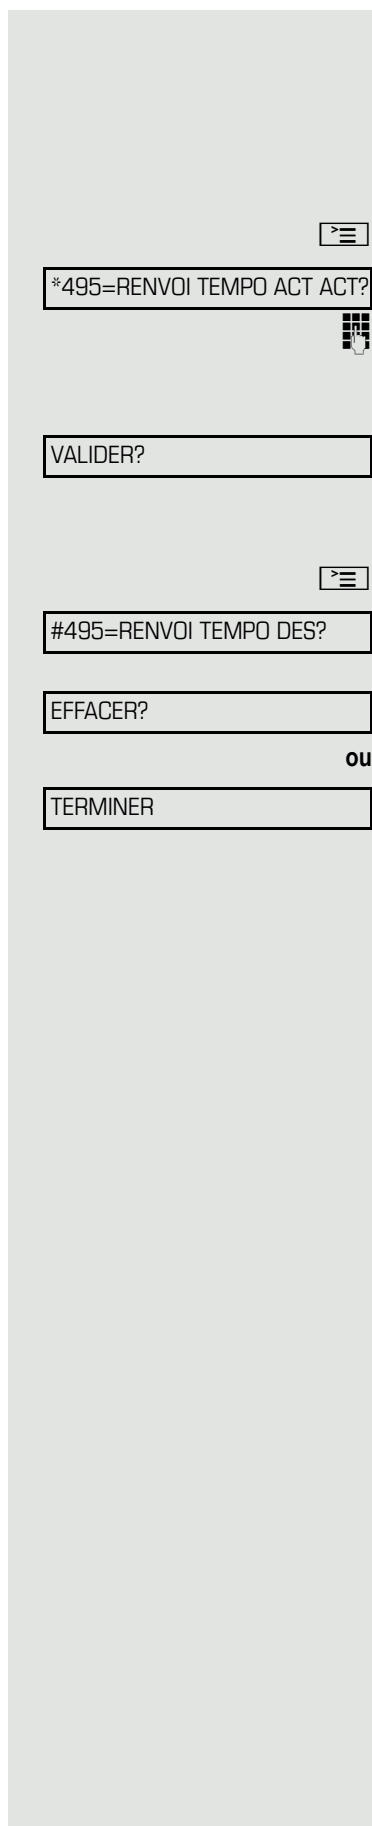 *495=RENVOI TEMPO ACT ACT?
VALIDER?
#495=RENVOI TEMPO DES?
EFFACER?
ou
TERMINER